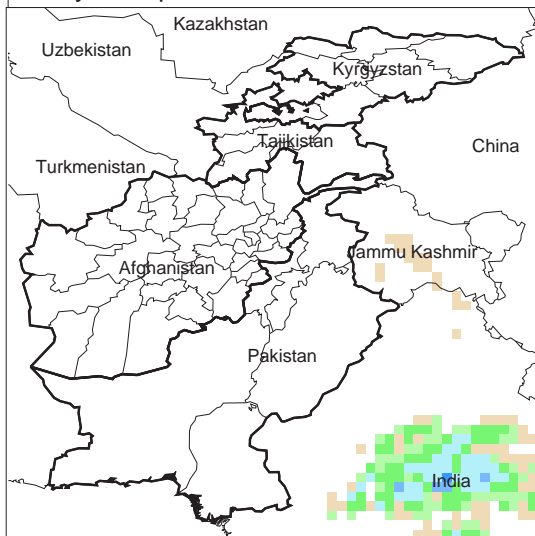 Kazakhstan
Uzbekistan
Kyrgyzstan
Tajikistan
China
Turkmenistan
Jammu Kashmir
Afghanistan
Pakistan
India